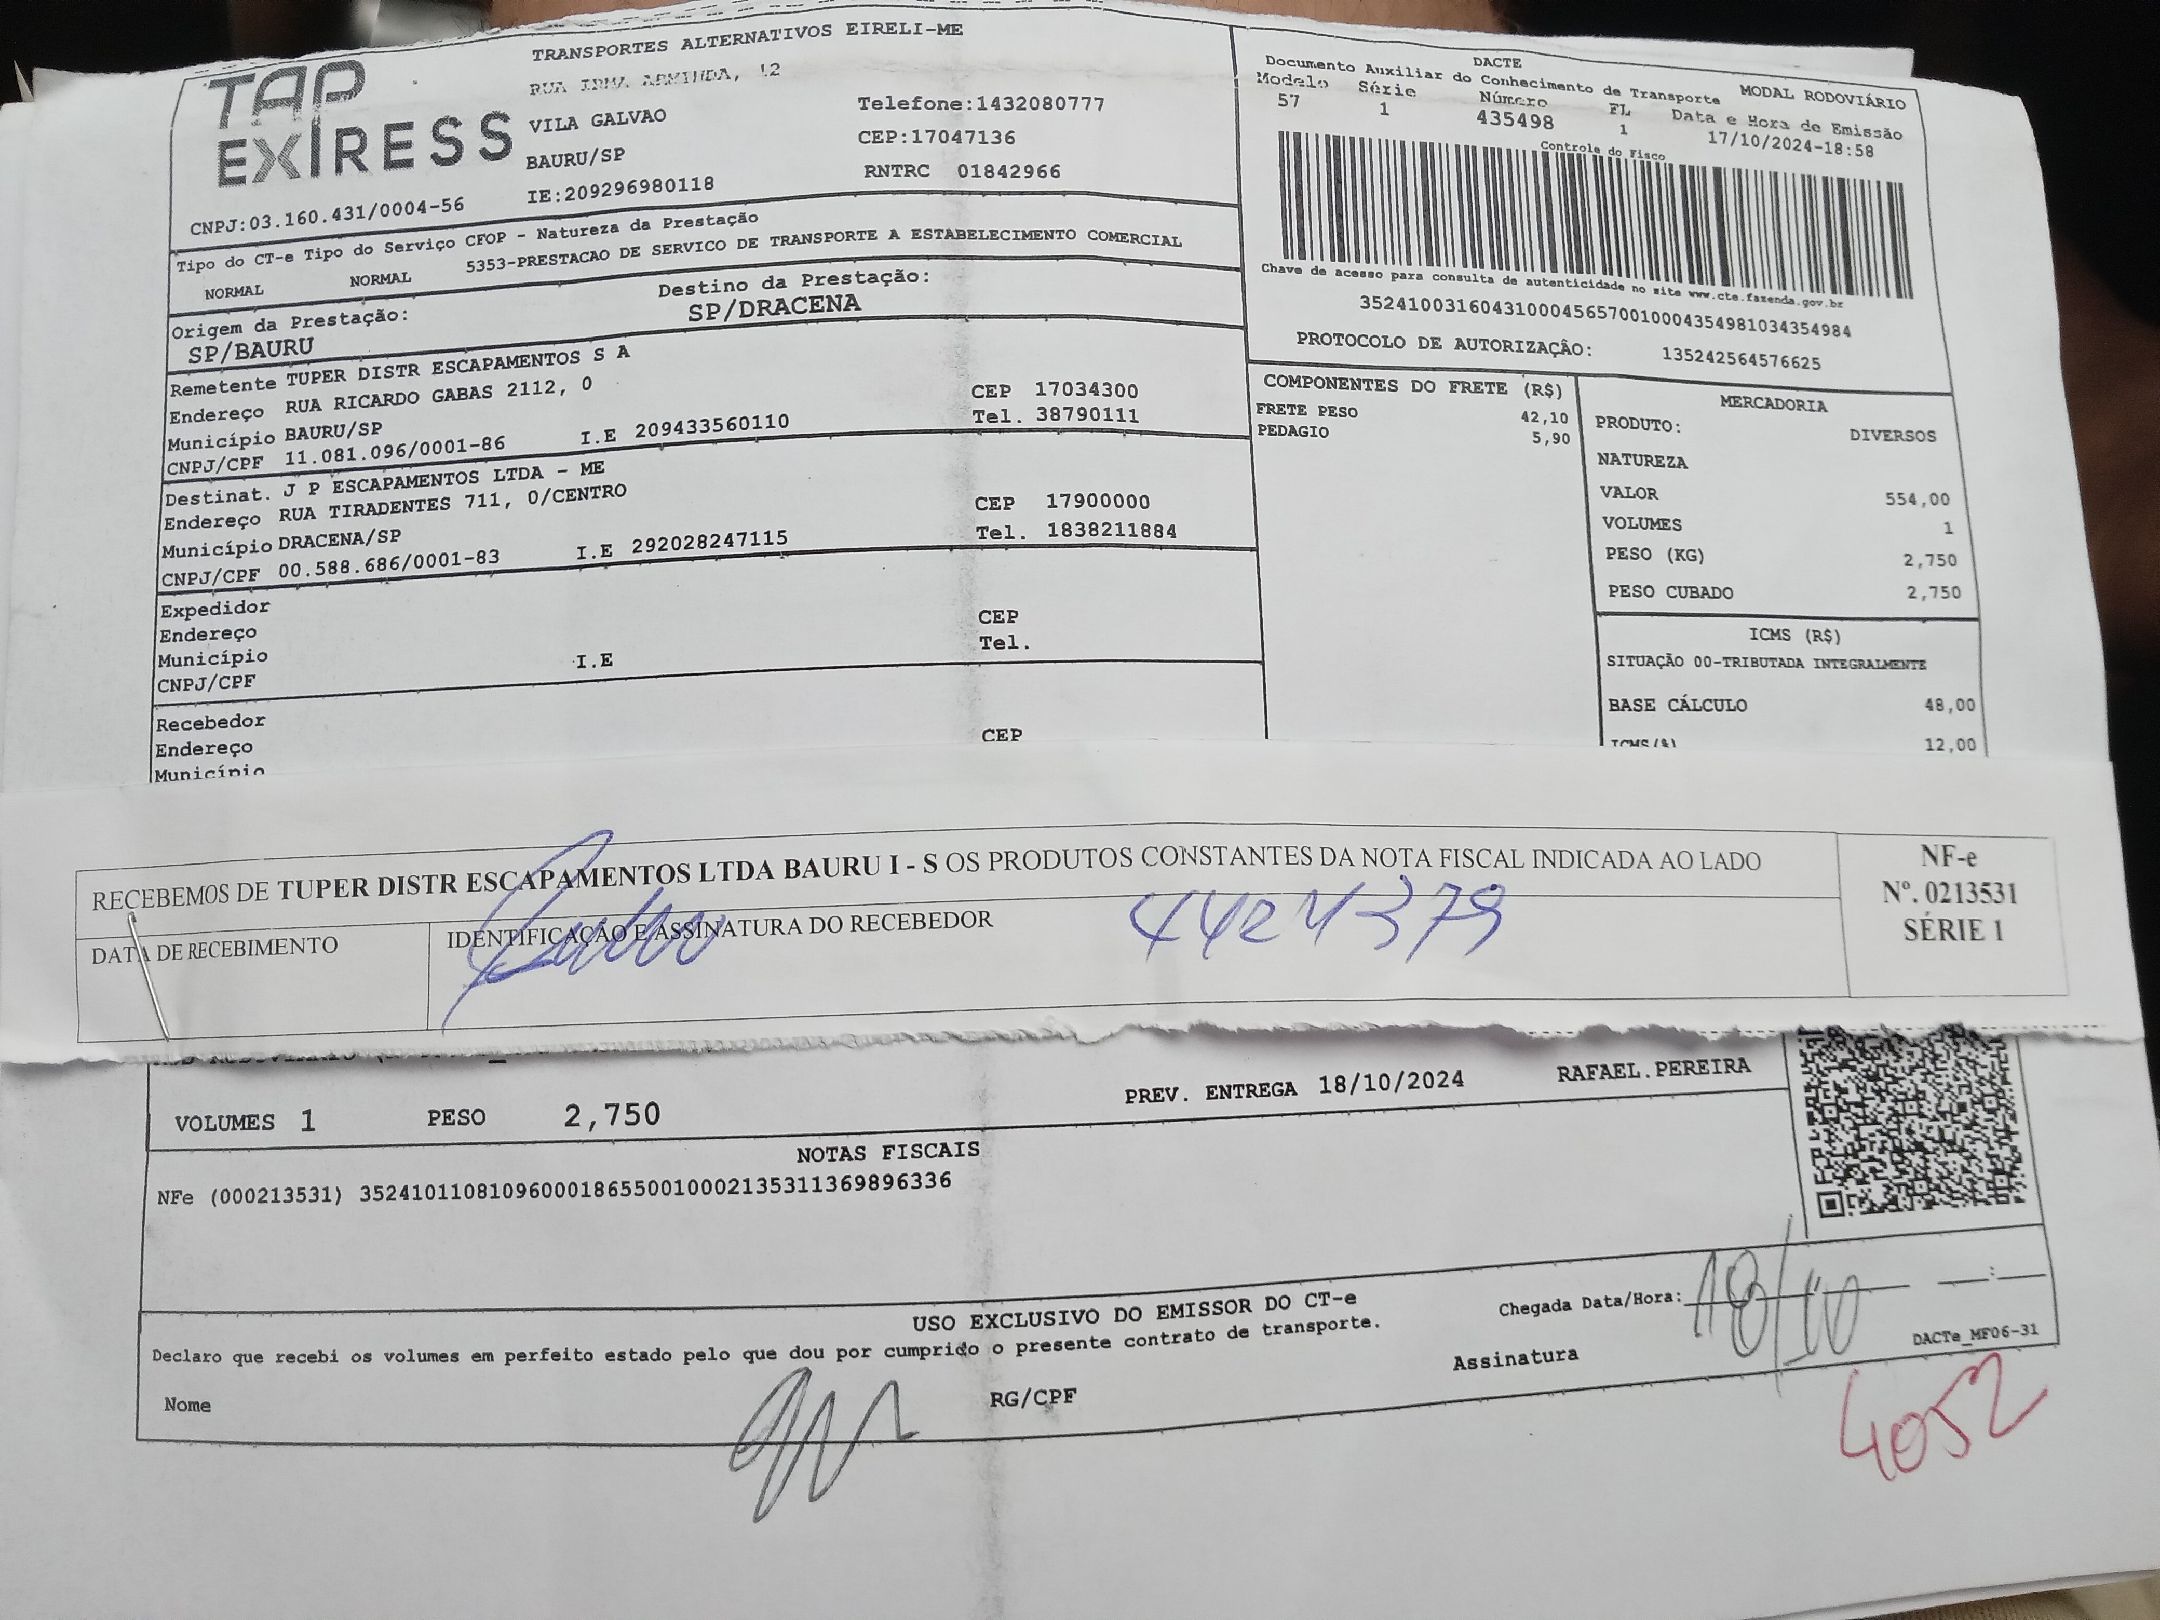 TAP
EXPRESS
TRANSPORTES ALTERNATIVOS EIRELI-ME
RUA IRMA ARMINDA, 12
VILA GALVAO
BAURU/SP
IE:209296980118
Telefone:1432080777
CEP:17047136
RNTRC 01842966
CNPJ:03.160.431/0004-56
DACTE
Documento Auxiliar do Conhecimento de Transporte
MODAL RODOVIÁRIO
Modelo Série Número FL Data e Hora de Emissão
57 1 435498 1 17/10/2024-18:58
Controle do Fisco
Chave de acesso para consulta de autenticidade no site www.cte.fazenda.gov.br
35241003160431000456570010004354981034354984
PROTOCOLO DE AUTORIZAÇÃO: 135242564576625
Tipo do CT-e Tipo do Serviço CFOP - Natureza da Prestação
NORMAL NORMAL 5353-PRESTACAO DE SERVICO DE TRANSPORTE A ESTABELECIMENTO COMERCIAL
Origem da Prestação: Destino da Prestação:
SP/BAURU SP/DRACENA
Remetente TUPER DISTR ESCAPAMENTOS S A
Endereço RUA RICARDO GABAS 2112, 0 CEP 17034300
Município BAURU/SP Tel. 38790111
CNPJ/CPF 11.081.096/0001-86 I.E 209433560110
Destinat. J P ESCAPAMENTOS LTDA - ME
Endereço RUA TIRADENTES 711, 0/CENTRO CEP 17900000
Município DRACENA/SP Tel. 1838211884
CNPJ/CPF 00.588.686/0001-83 I.E 292028247115
Expedidor
Endereço CEP
Município Tel.
CNPJ/CPF I.E
Recebedor
Endereço CEP
Município
COMPONENTES DO FRETE (R$)
FRETE PESO 42,10
PEDAGIO 5,90
MERCADORIA
PRODUTO: DIVERSOS
NATUREZA
VALOR 554,00
VOLUMES 1
PESO (KG) 2,750
PESO CUBADO 2,750
ICMS (R$)
SITUAÇÃO 00-TRIBUTADA INTEGRALMENTE
BASE CÁLCULO 48,00
ICMS(%) 12,00
RECEBEMOS DE TUPER DISTR ESCAPAMENTOS LTDA BAURU I - S OS PRODUTOS CONSTANTES DA NOTA FISCAL INDICADA AO LADO
DATA DE RECEBIMENTO
IDENTIFICAÇÃO E ASSINATURA DO RECEBEDOR
4424379
NF-e
Nº. 0213531
SÉRIE 1
VOLUMES 1 PESO 2,750 PREV. ENTREGA 18/10/2024 RAFAEL.PEREIRA
NOTAS FISCAIS
NFe (000213531) 35241011081096000186550010002135311369896336
USO EXCLUSIVO DO EMISSOR DO CT-e
Declaro que recebi os volumes em perfeito estado pelo que dou por cumprido o presente contrato de transporte.
Chegada Data/Hora: 18/10
Nome RG/CPF Assinatura
DACTe_MF06-31
4052